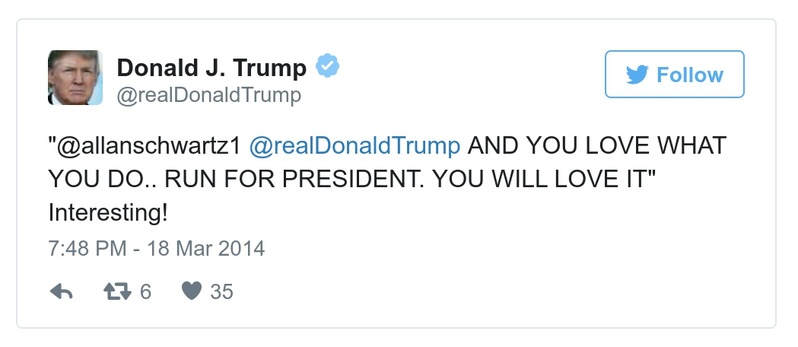 Donald J. Trump
@realDonaldTrump
Follow
"@allanschwartz1 @realDonaldTrump AND YOU LOVE WHAT
YOU DO.. RUN FOR PRESIDENT. YOU WILL LOVE IT"
Interesting!
7:48 PM - 18 Mar 2014
6 35